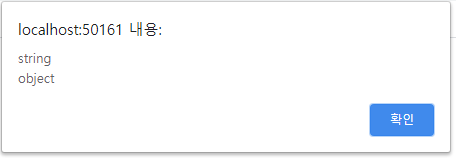 localhost:50161 내용:
string
object
확인